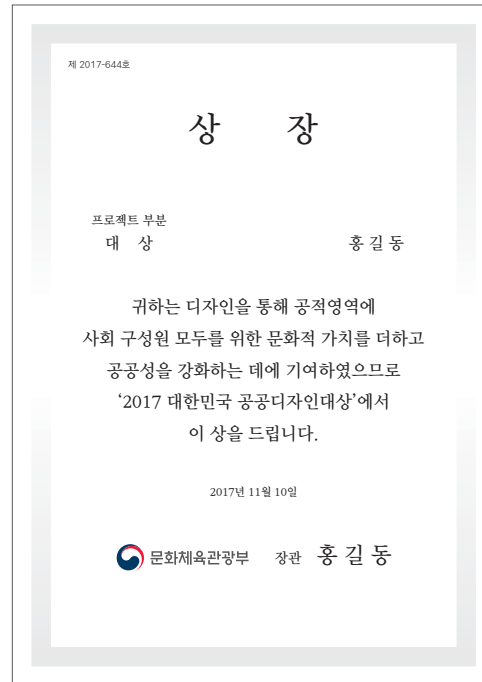 제 2017-644호
상 장
프로젝트 부분
대 상 홍 길 동
귀하는 디자인을 통해 공적영역에
사회 구성원 모두를 위한 문화적 가치를 더하고
공공성을 강화하는 데에 기여하였으므로
‘2017 대한민국 공공디자인대상’에서
이 상을 드립니다.
2017년 11월 10일
문화체육관광부 장관 홍 길 동